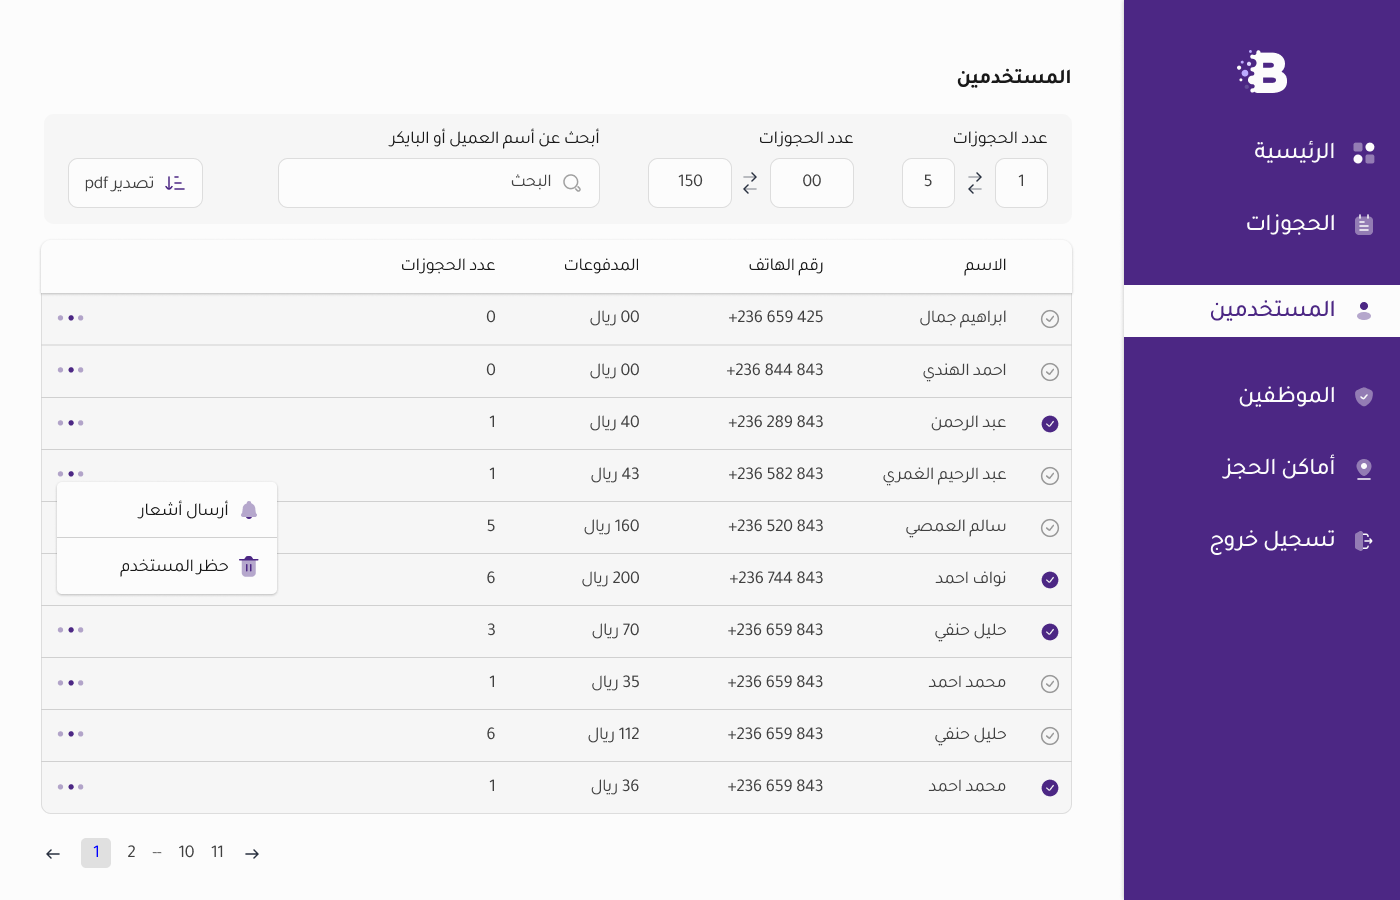 B
الرئيسية
الحجوزات
المستخدمين
الموظفين
أماكن الحجز
تسجيل خروج
المستخدمين
عدد الحجوزات
1
5
عدد الحجوزات
00
150
أبحث عن أسم العميل أو البايكر
البحث
تصدير pdf
الاسم رقم الهاتف المدفوعات عدد الحجوزات
ابراهيم جمال +236 659 425 00 ريال 0
احمد الهندي +236 844 843 00 ريال 0
عبد الرحمن +236 289 843 40 ريال 1
عبد الرحيم الغمري +236 582 843 43 ريال 1
سالم العمصي +236 520 843 160 ريال 5
نواف احمد +236 744 843 200 ريال 6
حليل حنفي +236 659 843 70 ريال 3
محمد احمد +236 659 843 35 ريال 1
حليل حنفي +236 659 843 112 ريال 6
محمد احمد +236 659 843 36 ريال 1
أرسال أشعار
حظر المستخدم
1 2 -- 10 11